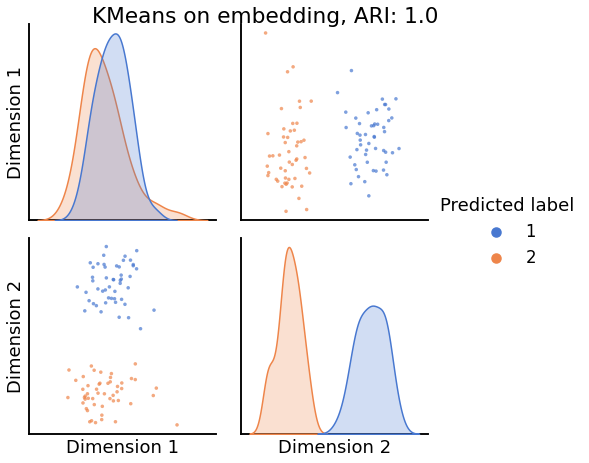 KMeans on embedding, ARI: 1.0
Dimension 1
Predicted label
1
2
Dimension 2
Dimension 1
Dimension 2